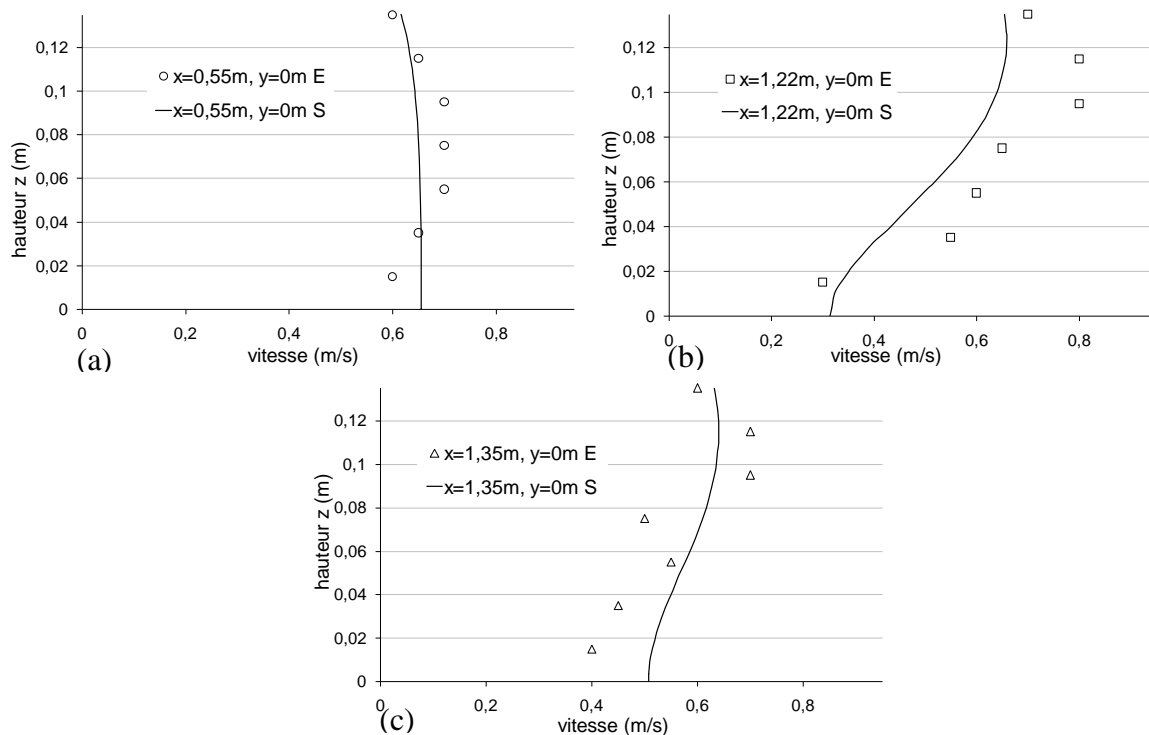 0,12
0,1
0,08
0,06
0,04
0,02
0
hauteur z (m)
x=0,55m, y=0m E
x=0,55m, y=0m S
0 0,2 0,4 0,6 0,8
vitesse (m/s)
(a)
0,12
0,1
0,08
0,06
0,04
0,02
0
hauteur z (m)
x=1,22m, y=0m E
x=1,22m, y=0m S
0 0,2 0,4 0,6 0,8
vitesse (m/s)
(b)
0,12
0,1
0,08
0,06
0,04
0,02
0
hauteur z (m)
x=1,35m, y=0m E
x=1,35m, y=0m S
0 0,2 0,4 0,6 0,8
vitesse (m/s)
(c)